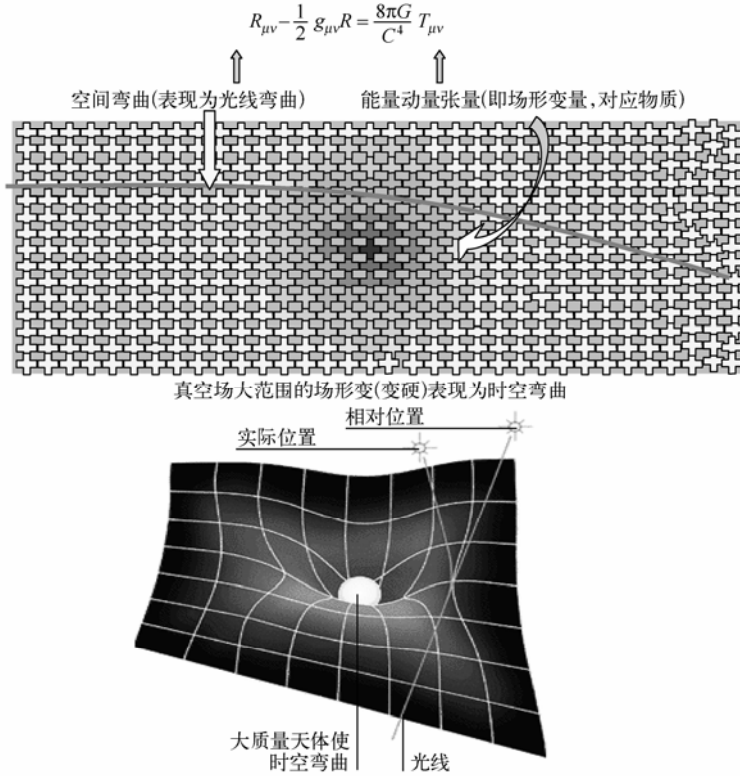 R_{μν} - \frac{1}{2} g_{μν}R = \frac{8πG}{C^4} T_{μν}
空间弯曲(表现为光线弯曲)
能量动量张量(即场形变量,对应物质)
真空场大范围的场形变(变硬)表现为时空弯曲
相对位置
实际位置
大质量天体使
时空弯曲
光线